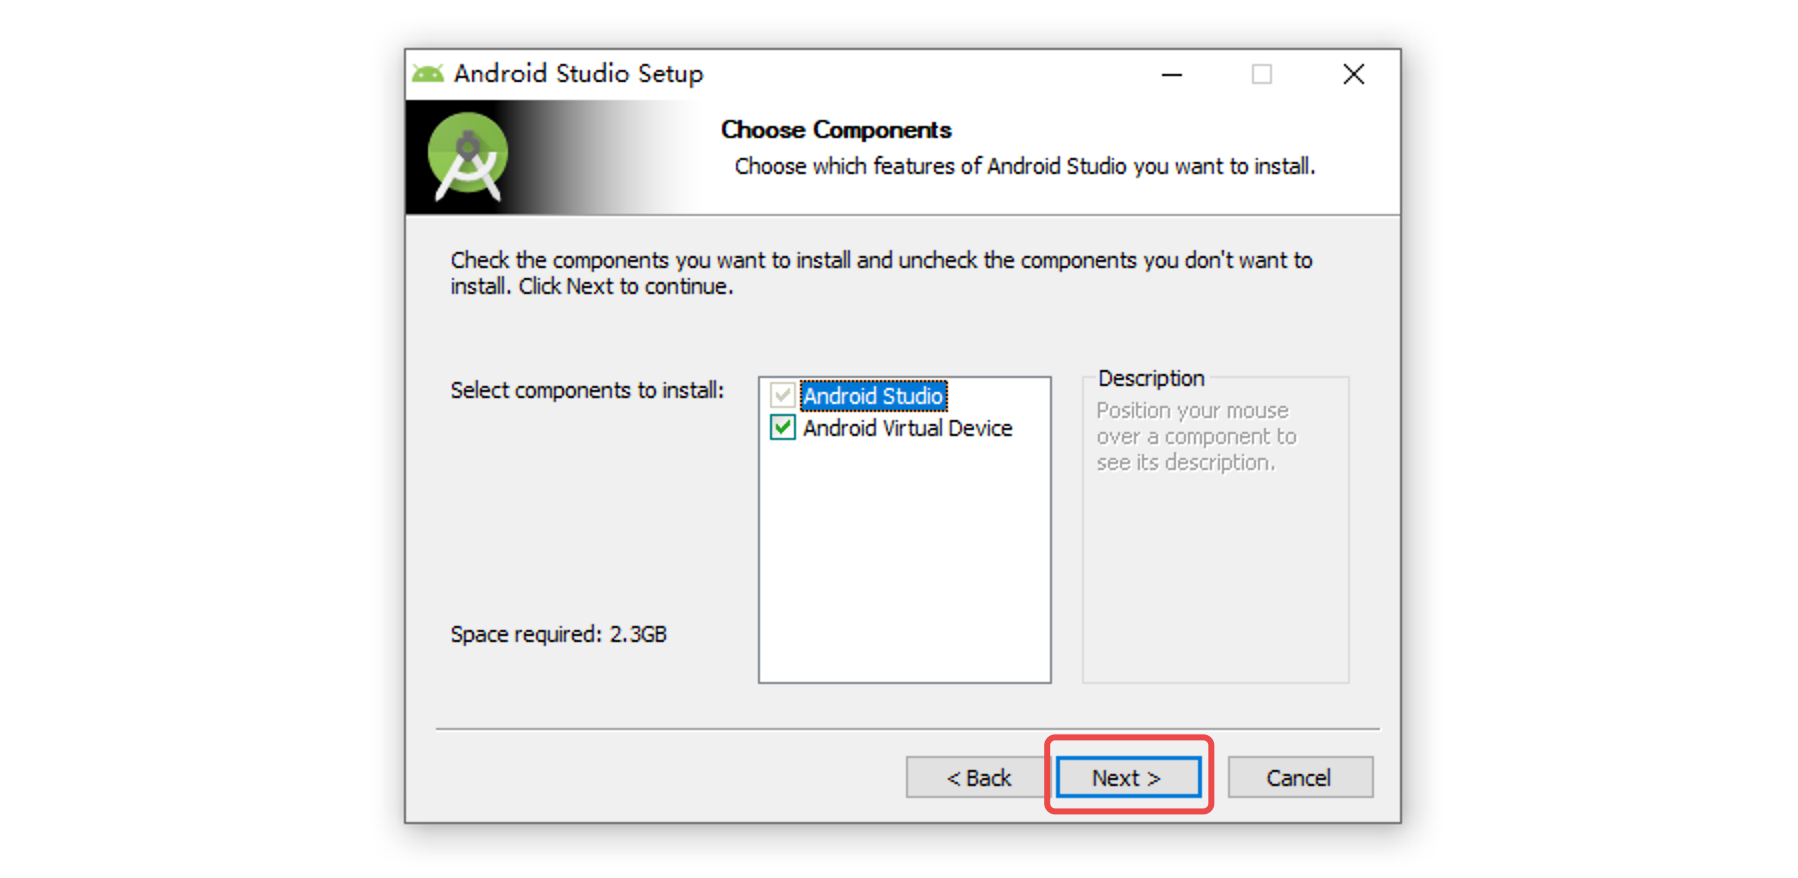 Android Studio Setup
Choose Components
Choose which features of Android Studio you want to install.
Check the components you want to install and uncheck the components you don't want to
install. Click Next to continue.
Select components to install:
Android Studio
Android Virtual Device
Description
Position your mouse
over a component to
see its description.
Space required: 2.3GB
< Back
Next >
Cancel